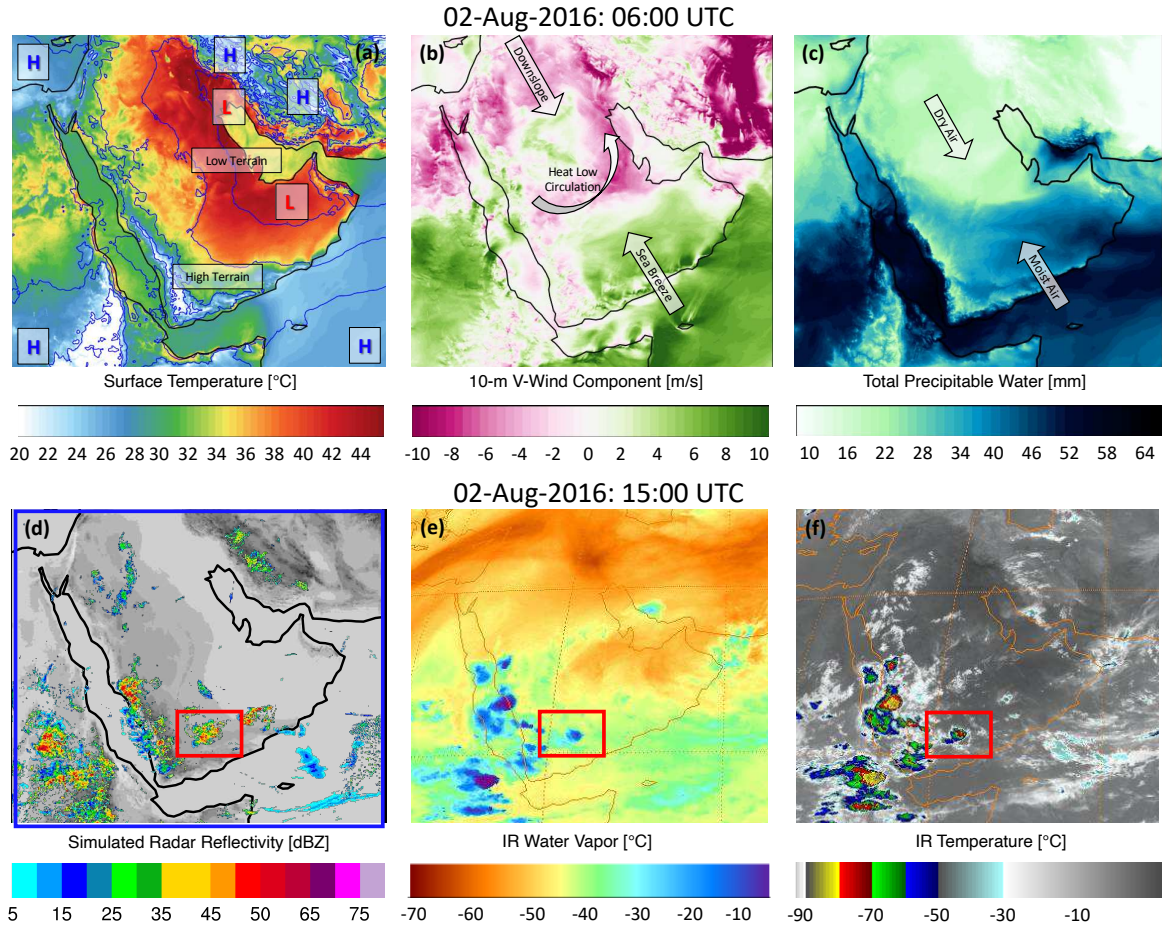 02-Aug-2016: 06:00 UTC
(a)
H
H
H
L
Low Terrain
L
High Terrain
H
H
Surface Temperature [°C]
20 22 24 26 28 30 32 34 36 38 40 42 44
(b)
Downslope
Heat Low
Circulation
Sea Breeze
10-m V-Wind Component [m/s]
-10 -8 -6 -4 -2 0 2 4 6 8 10
(c)
Dry Air
Moist Air
Total Precipitable Water [mm]
10 16 22 28 34 40 46 52 58 64
02-Aug-2016: 15:00 UTC
(d)
Simulated Radar Reflectivity [dBZ]
5 15 25 35 45 50 65 75
(e)
IR Water Vapor [°C]
-70 -60 -50 -40 -30 -20 -10
(f)
IR Temperature [°C]
-90 -70 -50 -30 -10